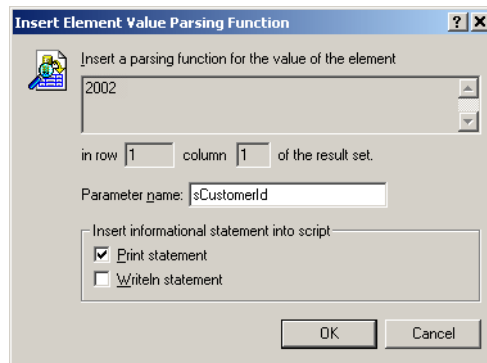 Insert Element Value Parsing Function
Insert a parsing function for the value of the element
2002
in row 1 column 1 of the result set.
Parameter name: sCustomerId
Insert informational statement into script
Print statement
Writeln statement
OK Cancel